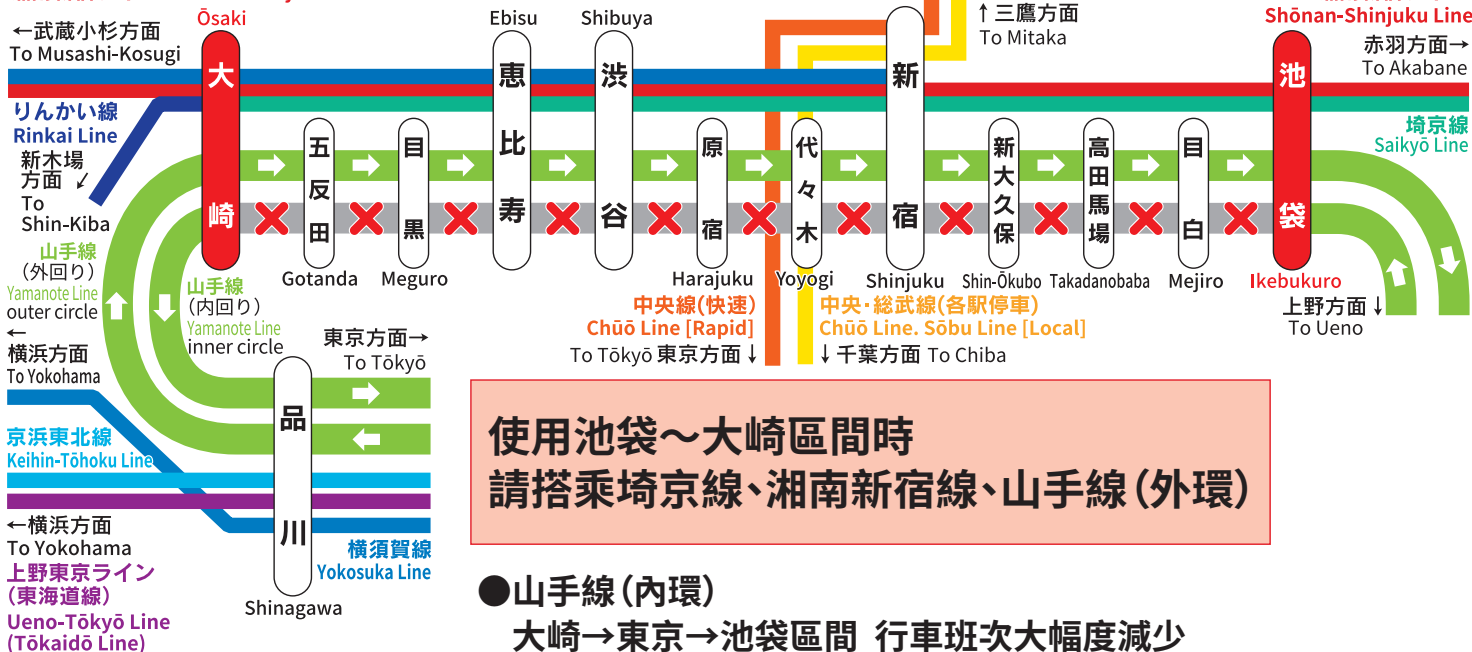 Ōsaki
←武蔵小杉方面
To Musashi-Kosugi
Ebisu
Shibuya
↑三鷹方面
To Mitaka
Shōnan-Shinjuku Line
赤羽方面→
To Akabane
大崎
恵比寿
渋谷
新宿
池袋
りんかい線
Rinkai Line
埼京線
Saikyō Line
新木場
方面 ↙
To
Shin-Kiba
五反田
目黒
原宿
代々木
新大久保
高田馬場
目白
Gotanda
Meguro
Harajuku
Yoyogi
Shinjuku
Shin-Ōkubo
Takadanobaba
Mejiro
Ikebukuro
山手線
(外回り)
Yamanote Line
outer circle
山手線
(内回り)
Yamanote Line
inner circle
中央線(快速)
Chūō Line [Rapid]
To Tōkyō 東京方面↓
中央・総武線(各駅停車)
Chūō Line. Sōbu Line [Local]
↓千葉方面 To Chiba
上野方面↓
To Ueno
←
横浜方面
To Yokohama
東京方面→
To Tōkyō
品川
京浜東北線
Keihin-Tōhoku Line
←横浜方面
To Yokohama
上野東京ライン
(東海道線)
Ueno-Tōkyō Line
(Tōkaidō Line)
横須賀線
Yokosuka Line
Shinagawa
使用池袋～大崎區間時
請搭乘埼京線、湘南新宿線、山手線(外環)
●山手線(內環)
大崎→東京→池袋區間 行車班次大幅度減少